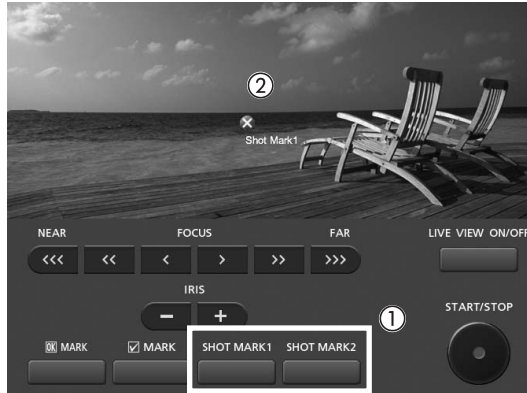 ②
Shot Mark1
NEAR FOCUS FAR LIVE VIEW ON/OFF
<<< << < > >> >>>
IRIS
− +
① START/STOP
OK MARK ☑ MARK SHOT MARK1 SHOT MARK2